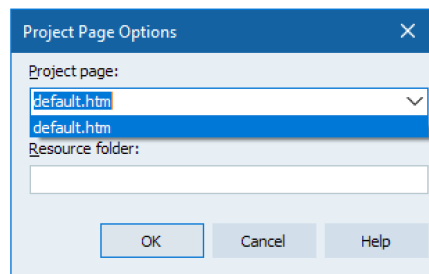 Project Page Options
Project page:
default.htm
default.htm
Resource folder:
OK Cancel Help